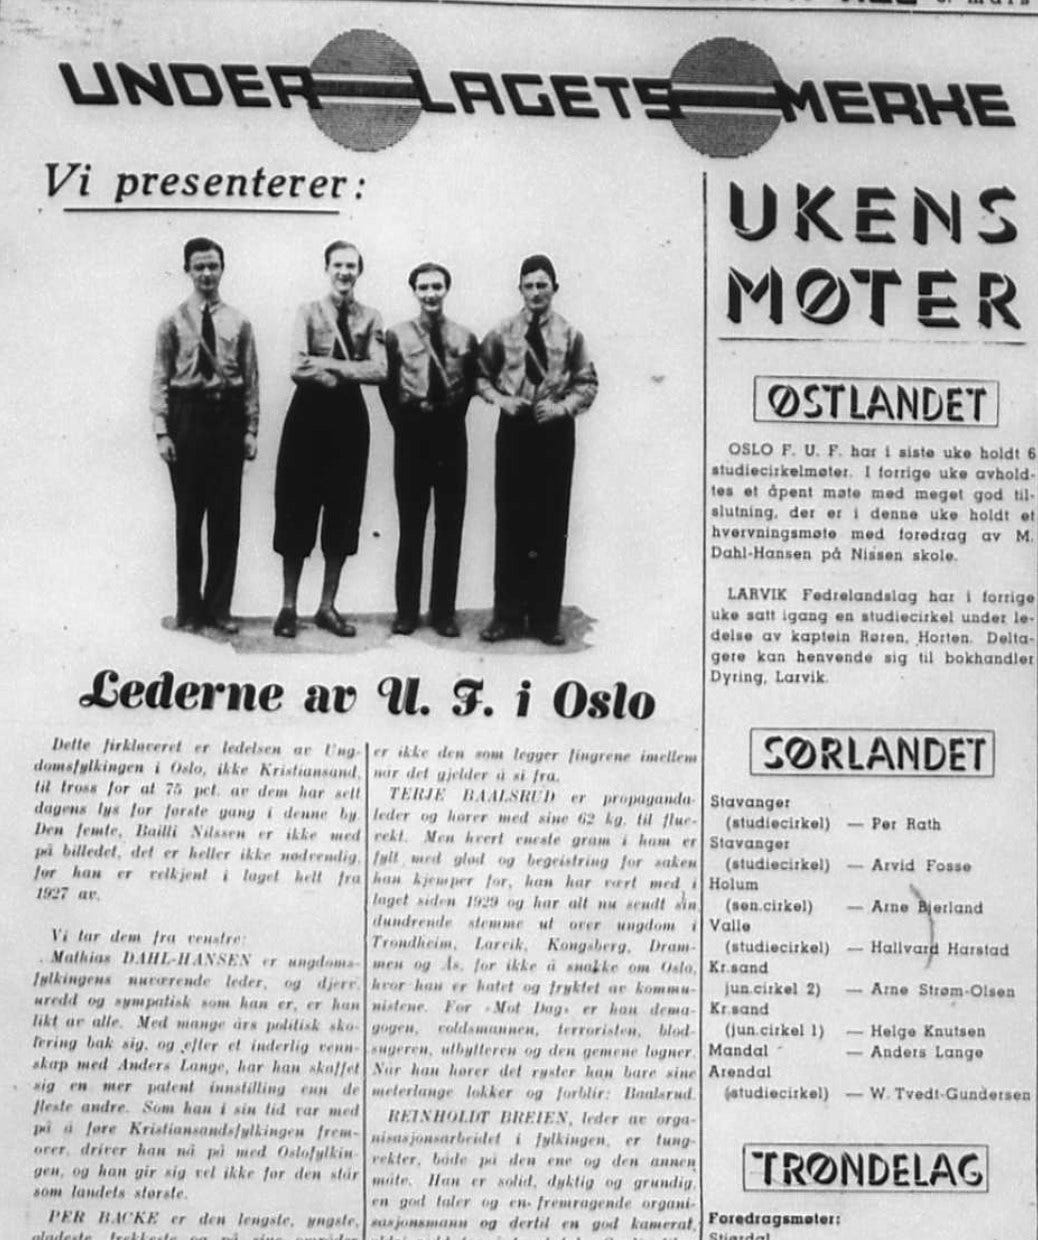 UNDER LAGETS MERKE
Vi presenterer:
Lederne av U. F. i Oslo
Dette firkløveret er ledelsen av Ung-
domsfylkingen i Oslo, ikke Kristiansand,
til tross for at 75 pct. av dem har sett
dagens lys for første gang i denne by.
Den femte, Bailli Nilssen er ikke med
på billedet, det er heller ikke nødvendig,
for han er velkjent i laget helt fra
1927 av.
Vi tar dem fra venstre:
Mathias DAHL-HANSEN er ungdoms-
fylkingens nuværende leder, og djerv,
uredd og sympatisk som han er, er han
likt av alle. Med mange års politisk sko-
lering bak sig, og efter et inderlig venn-
skap med Anders Lange, har han skaffet
sig en mer patent innstilling enn de
fleste andre. Som han i sin tid var med
på å føre Kristiansandsfylkingen frem-
over, driver han nå på med Oslofylkin-
gen, og han gir sig vel ikke før den står
som landets største.
PER BACKE er den lengste, yngste,
er ikke den som legger fingrene imellem
når det gjelder å si fra.
TERJE BAALSRUD er propaganda-
leder og hører med sine 62 kg. til flue-
vekt. Men hvert eneste gram i ham er
fylt med glød og begeistring for saken
han kjemper for, han har vært med i
laget siden 1929 og har alt nu sendt sin
dundrende stemme ut over ungdom i
Trondheim, Larvik, Kongsberg, Dram-
men og Ås, for ikke å snakke om Oslo,
hvor han er hatet og fryktet av kommu-
nistene. For «Mot Dag» er han dema-
gogen, voldsmannen, terroristen, blod-
sugeren, utbytteren og den gemene løgner.
Når han hører det ryster han bare sine
meterlange lokker og forblir: Baalsrud.
REINHOLDT BREIEN, leder av orga-
nisasjonsarbeidet i fylkingen, er tung-
vekter, både på den ene og den annen
måte. Han er solid, dyktig og grundig,
en god taler og en fremragende organi-
sasjonsmann og dertil en god kamerat,
UKENS
MØTER
ØSTLANDET
OSLO F. U. F. har i siste uke holdt 6
studiecirkelmøter. I forrige uke avhold-
tes et åpent møte med meget god til-
slutning, der er i denne uke holdt et
hvervningsmøte med foredrag av M.
Dahl-Hansen på Nissen skole.
LARVIK Fedrelandslag har i forrige
uke satt igang en studiecirkel under le-
delse av kaptein Røren, Horten. Delta-
gere kan henvende sig til bokhandler
Dyring, Larvik.
SØRLANDET
Stavanger
(studiecirkel) — Per Rath
Stavanger
(studiecirkel) — Arvid Fosse
Holum
(sen.cirkel) — Arne Bjerland
Valle
(studiecirkel) — Hallvard Harstad
Kr.sand
jun.cirkel 2) — Arne Strøm-Olsen
Kr.sand
(jun.cirkel 1) — Helge Knutsen
Mandal — Anders Lange
Arendal
(studiecirkel) — W. Tvedt-Gundersen
TRØNDELAG
Foredragsmøter: